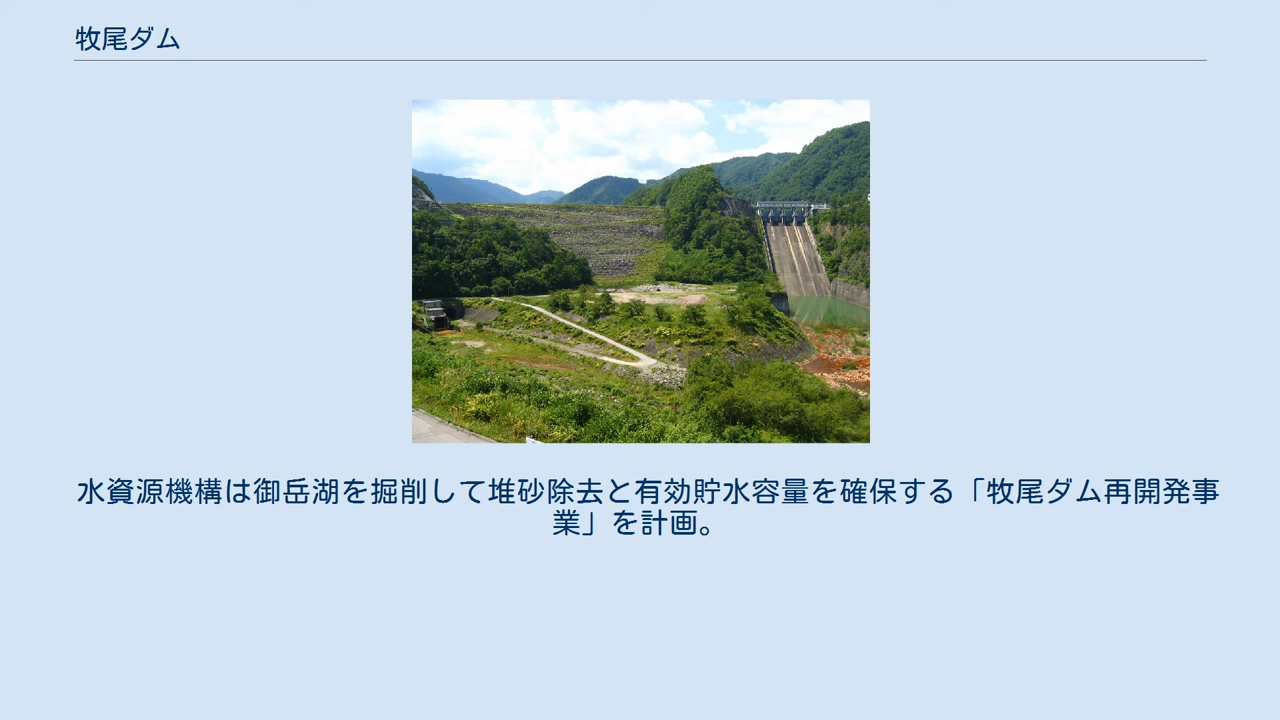 牧尾ダム
水資源機構は御岳湖を掘削して堆砂除去と有効貯水容量を確保する「牧尾ダム再開発事
業」を計画。